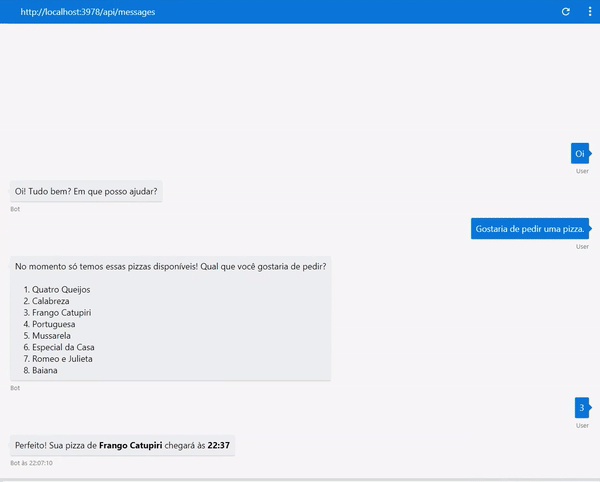 http://localhost:3978/api/messages
Oi
User
Oi! Tudo bem? Em que posso ajudar?
Bot
Gostaria de pedir uma pizza.
User
No momento só temos essas pizzas disponíveis! Qual que você gostaria de pedir?
1. Quatro Queijos
2. Calabreza
3. Frango Catupiri
4. Portuguesa
5. Mussarela
6. Especial da Casa
7. Romeo e Julieta
8. Baiana
Bot
3
User
Perfeito! Sua pizza de Frango Catupiri chegará às 22:37
Bot às 22:07:10